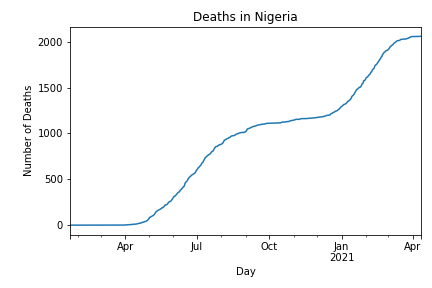 Deaths in Nigeria
Number of Deaths
2000
1500
1000
500
0
Apr
Jul
Oct
Jan
2021
Apr
Day